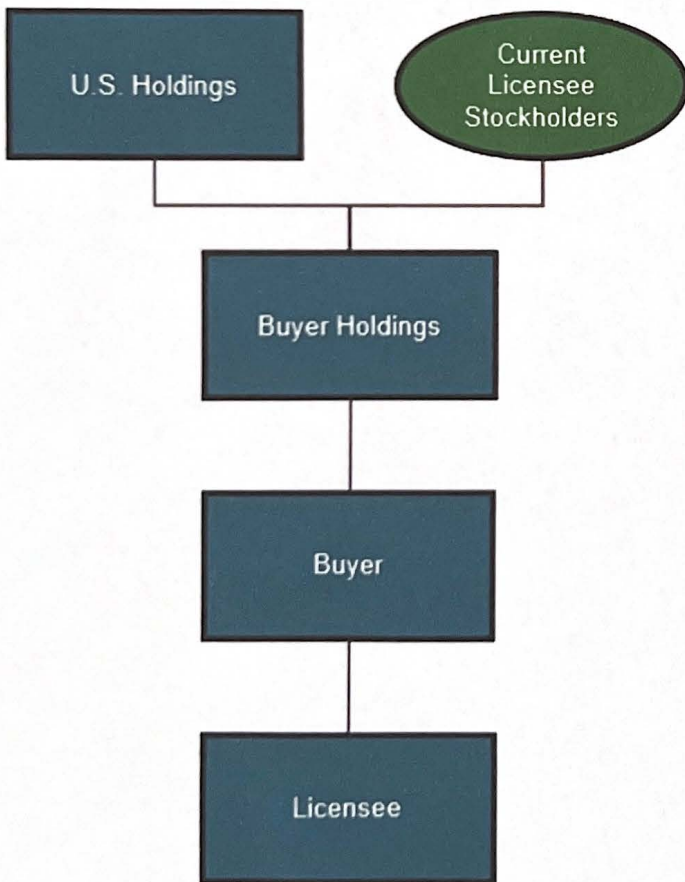 U.S. Holdings
Current
Licensee
Stockholders
Buyer Holdings
Buyer
Licensee